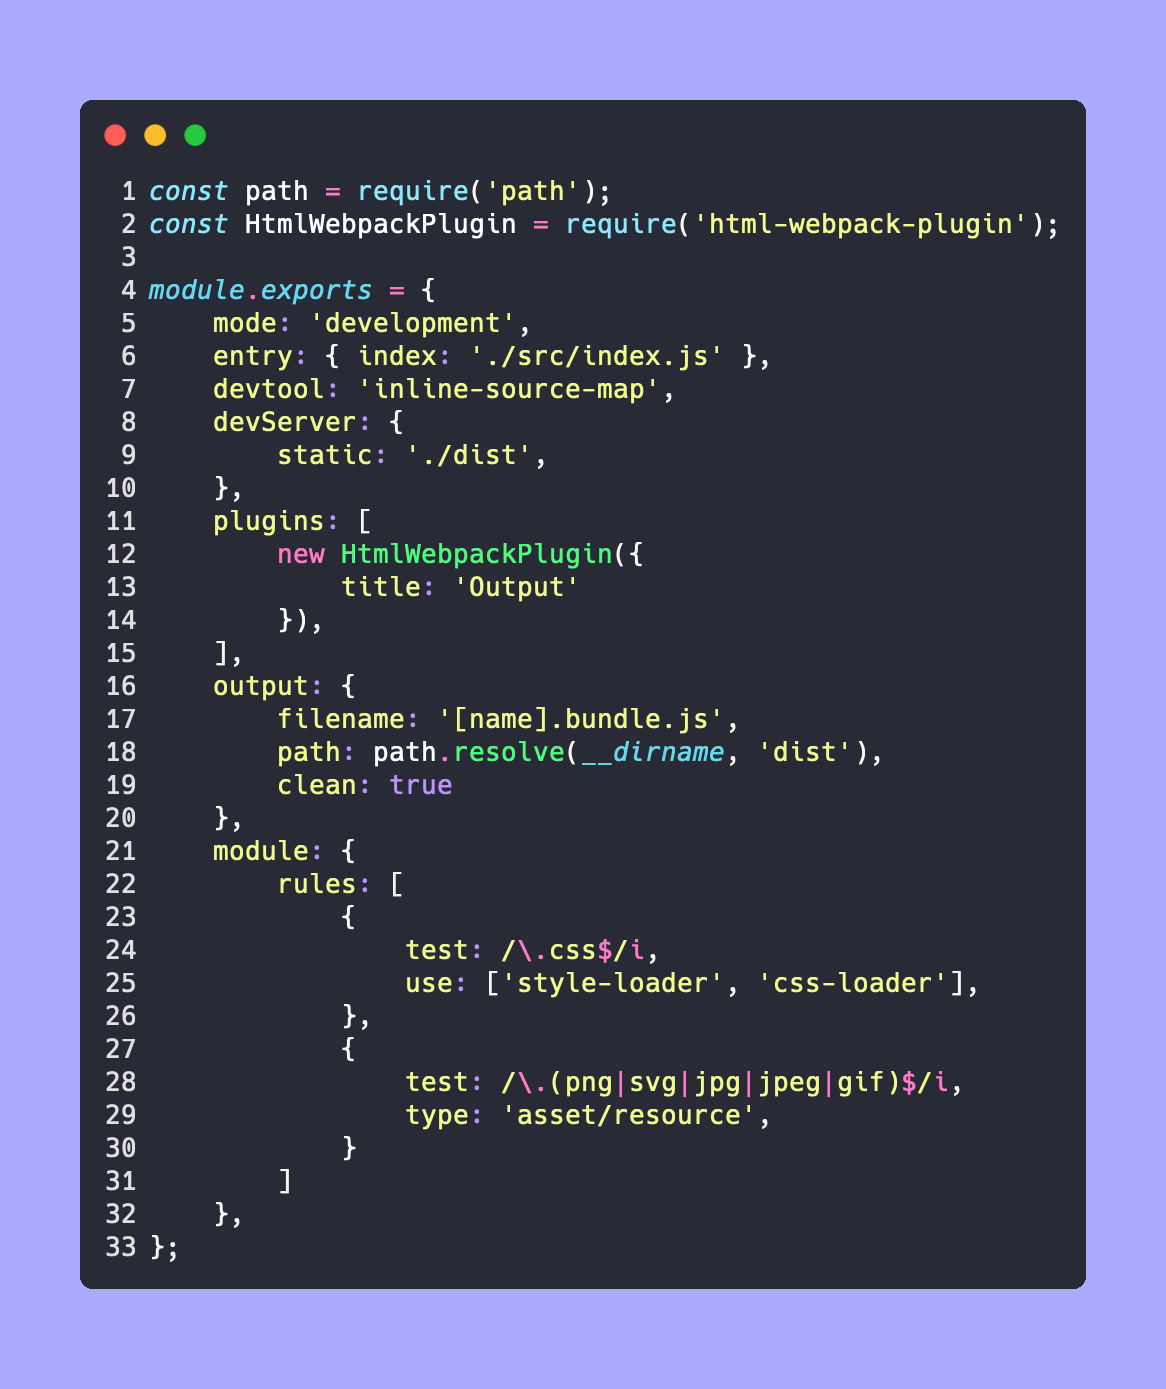 1 const path = require('path');
2 const HtmlWebpackPlugin = require('html-webpack-plugin');
3
4 module.exports = {
5     mode: 'development',
6     entry: { index: './src/index.js' },
7     devtool: 'inline-source-map',
8     devServer: {
9         static: './dist',
10     },
11     plugins: [
12         new HtmlWebpackPlugin({
13             title: 'Output'
14         }),
15     ],
16     output: {
17         filename: '[name].bundle.js',
18         path: path.resolve(__dirname, 'dist'),
19         clean: true
20     },
21     module: {
22         rules: [
23             {
24                 test: /\.css$/i,
25                 use: ['style-loader', 'css-loader'],
26             },
27             {
28                 test: /\.(png|svg|jpg|jpeg|gif)$/i,
29                 type: 'asset/resource',
30             }
31         ]
32     },
33 };